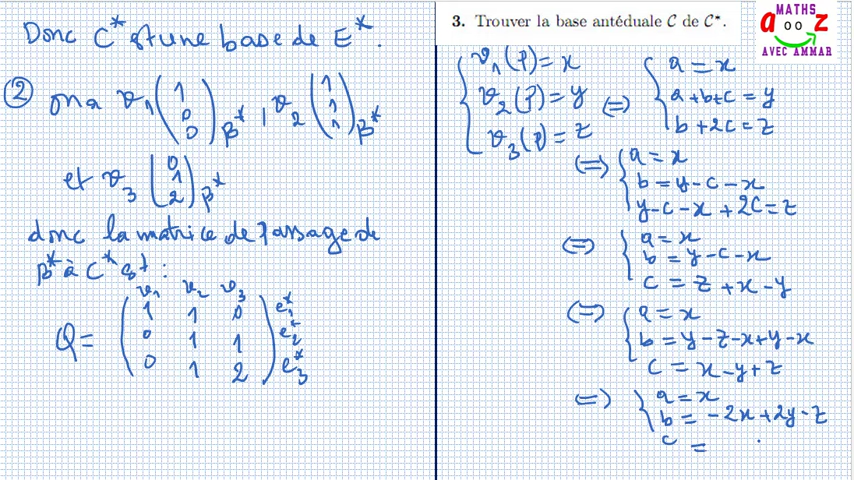 Donc C* est une base de E*.
② on a v₁ (1 0 0)β* , v₂ (1 1 1)β*
et v₃ (0 1 2)β*
donc la matrice de passage de
β* à C* est :
v₁ v₂ v₃
Q = ( 1 1 0 ) e₁*
( 0 1 1 ) e₂*
( 0 1 2 ) e₃*
3. Trouver la base antéduale C de C*.
MATHS
a oo z
AVEC AMMAR
{ v₁(P) = x
v₂(P) = y
v₃(P) = z
⟺ { a = x
a+b+c = y
b+2c = z
⟺ { a = x
b = y-c-x
y-c-x+2c = z
⟺ { a = x
b = y-c-x
c = z+x-y
⟺ { a = x
b = y-z-x+y-x
c = x-y+z
⟺ { a = x
b = -2x+2y-z
c =